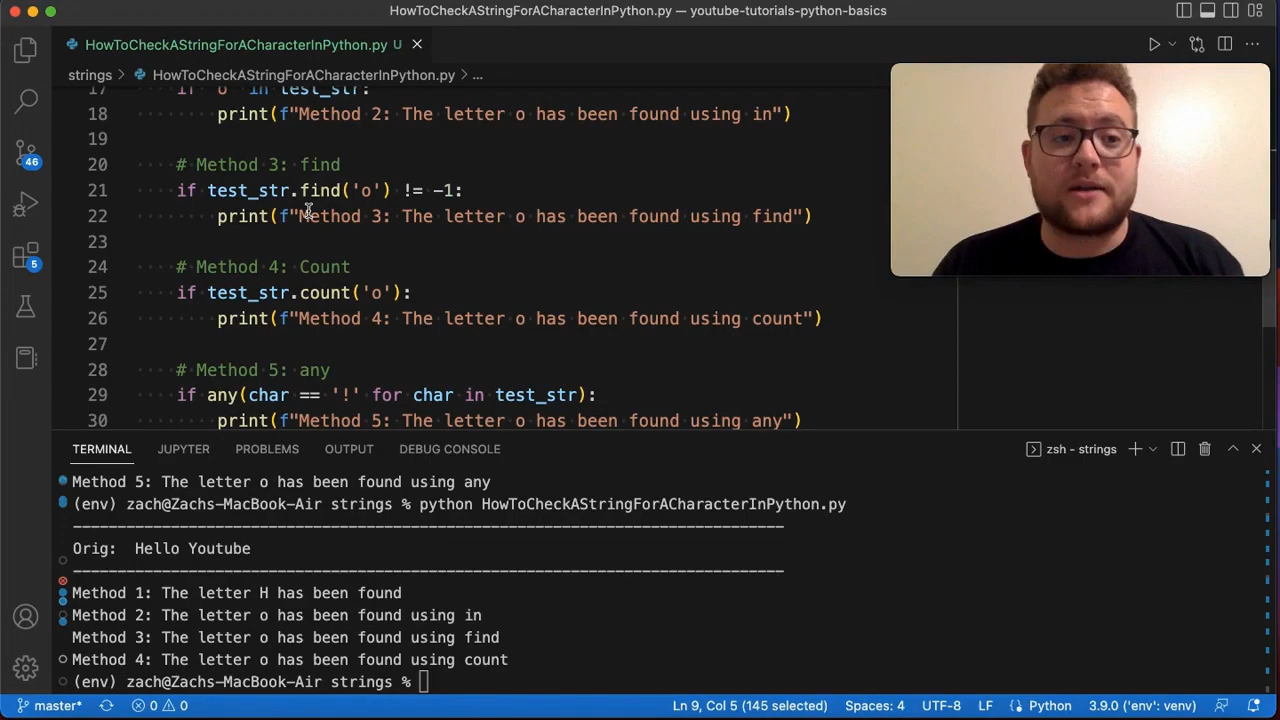 HowToCheckAStringForACharacterInPython.py — youtube-tutorials-python-basics
HowToCheckAStringForACharacterInPython.py U
strings > HowToCheckAStringForACharacterInPython.py > ...
17 if 'o' in test_str:
18 print(f"Method 2: The letter o has been found using in")
19
20 # Method 3: find
21 if test_str.find('o') != -1:
22 print(f"Method 3: The letter o has been found using find")
23
24 # Method 4: Count
25 if test_str.count('o'):
26 print(f"Method 4: The letter o has been found using count")
27
28 # Method 5: any
29 if any(char == '!' for char in test_str):
30 print(f"Method 5: The letter o has been found using any")
46
5
TERMINAL JUPYTER PROBLEMS OUTPUT DEBUG CONSOLE zsh - strings
Method 5: The letter o has been found using any
(env) zach@Zachs-MacBook-Air strings % python HowToCheckAStringForACharacterInPython.py
Orig: Hello Youtube
Method 1: The letter H has been found
Method 2: The letter o has been found using in
Method 3: The letter o has been found using find
Method 4: The letter o has been found using count
(env) zach@Zachs-MacBook-Air strings %
master* 0 0 Ln 9, Col 5 (145 selected) Spaces: 4 UTF-8 LF Python 3.9.0 ('env': venv)